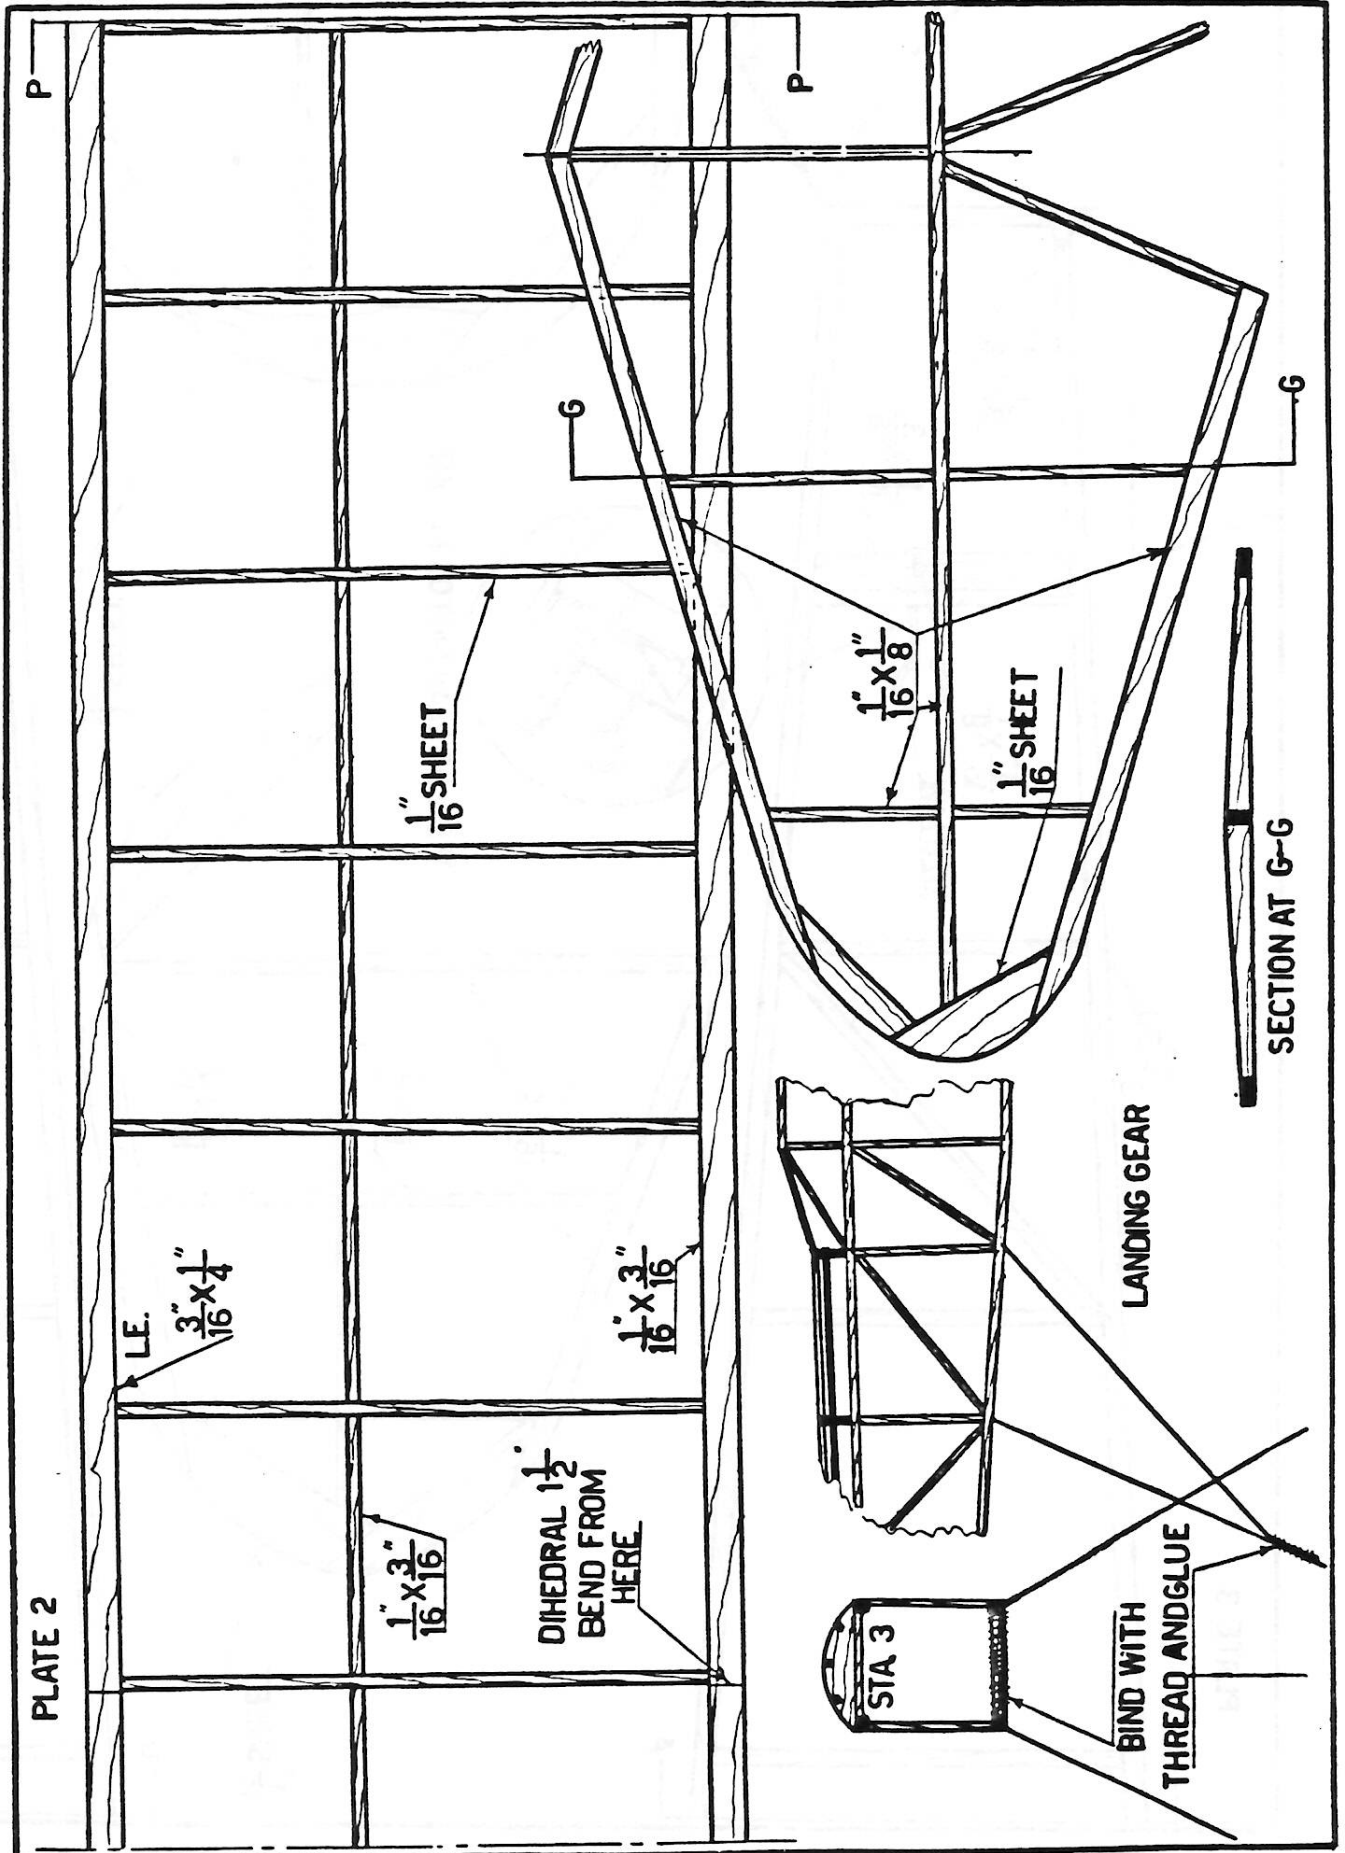 PLATE 2
P
P
L.E.
3/16" X 1/4"
1/16" SHEET
1/16" X 3/16"
DIHEDRAL 1 1/2"
BEND FROM
HERE
1/16" X 3/16"
G
G
1/16" X 1/8"
1/16" SHEET
SECTION AT G-G
LANDING GEAR
STA. 3
BIND WITH
THREAD ANDGLUE